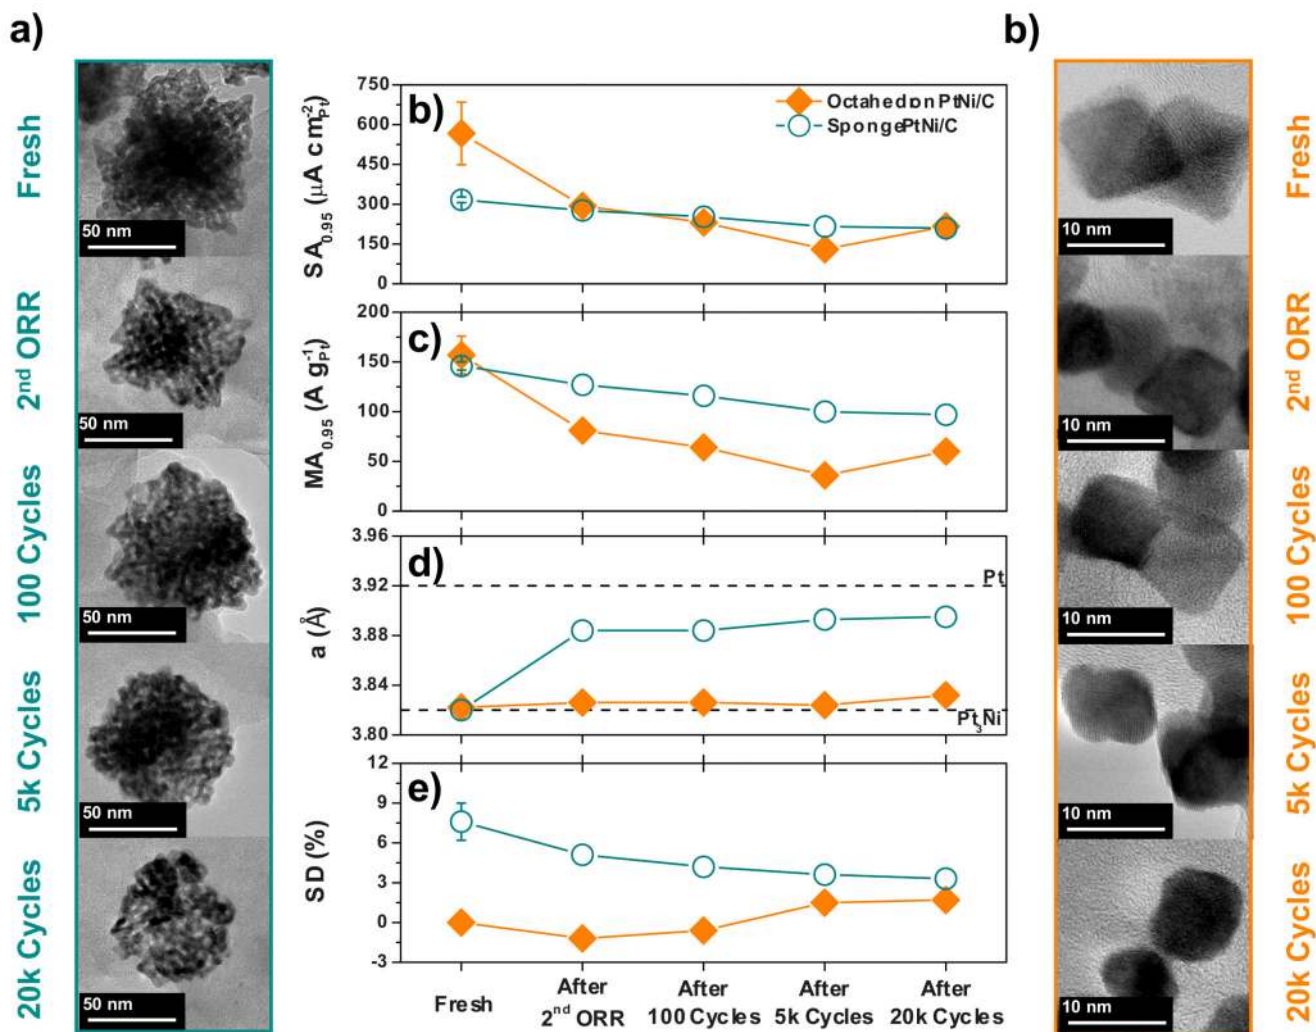 a)
Fresh
50 nm
2nd ORR
50 nm
100 Cycles
50 nm
5k Cycles
50 nm
20k Cycles
50 nm
b)
Octahedron PtNi/C
Sponge PtNi/C
SA0.95 (μA cm-2Pt)
750
600
450
300
150
0
c)
MA0.95 (A g-1Pt)
200
150
100
50
0
d)
a (Å)
3.96
3.92
3.88
3.84
3.80
Pt
Pt3Ni
e)
SD (%)
12
9
6
3
0
-3
Fresh
After
2nd ORR
After
100 Cycles
After
5k Cycles
After
20k Cycles
b)
Fresh
10 nm
2nd ORR
10 nm
100 Cycles
10 nm
5k Cycles
10 nm
20k Cycles
10 nm